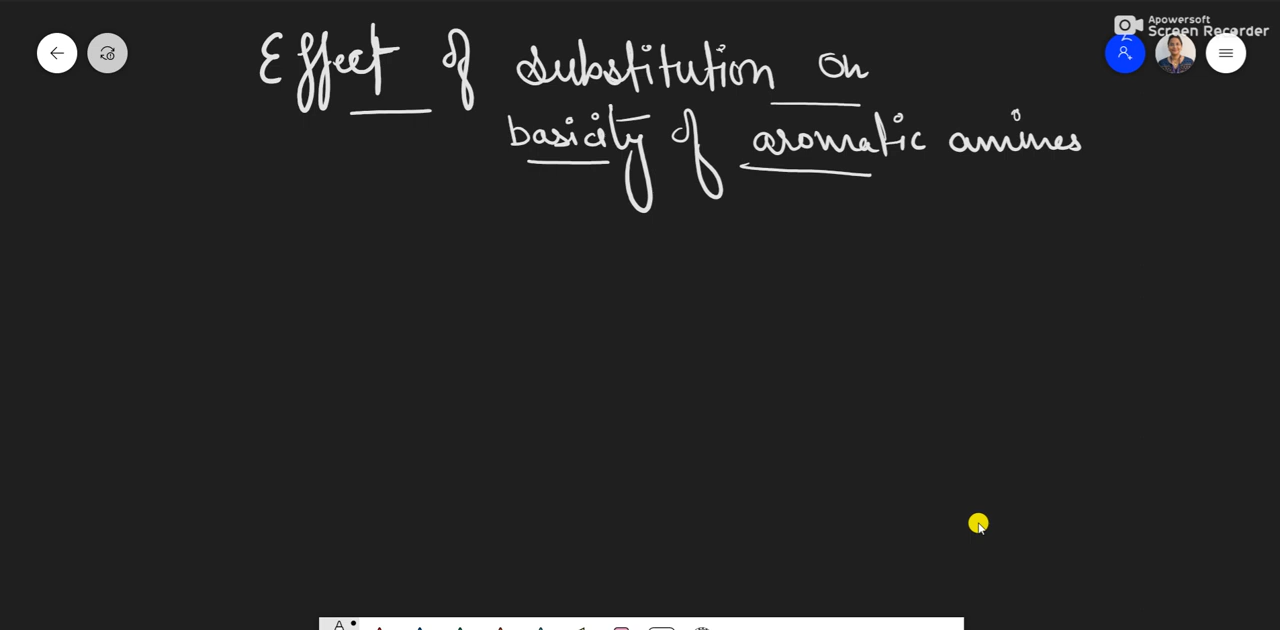 Apowersoft
Screen Recorder
Effect of substitution on
basicity of aromatic amines
A